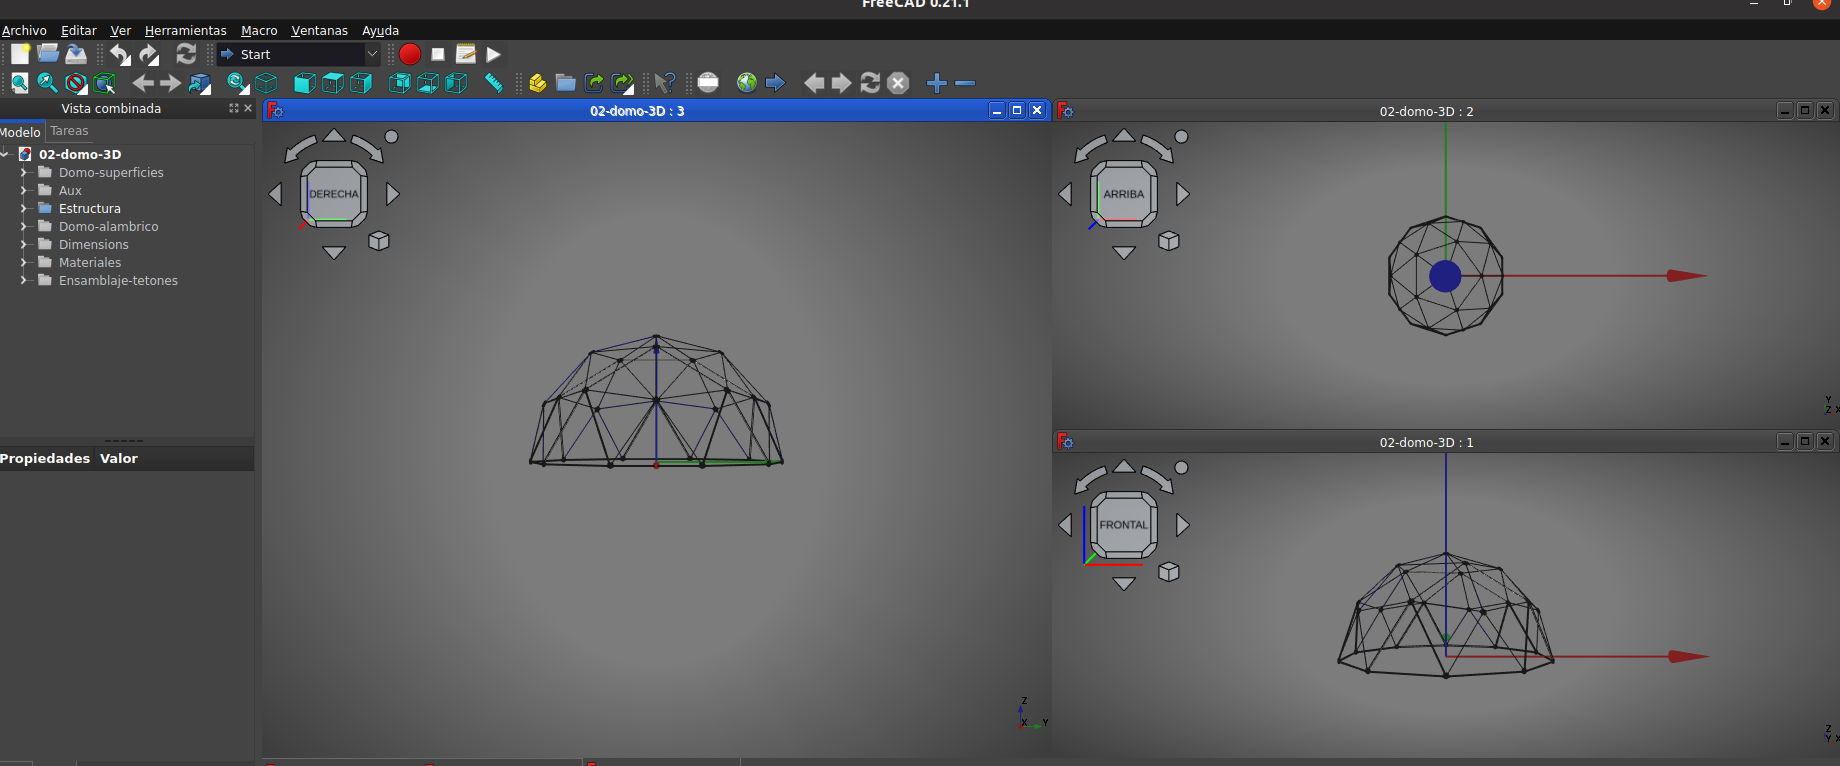 FreeCAD 0.21.1
Archivo Editar Ver Herramientas Macro Ventanas Ayuda
Start
Vista combinada
Modelo Tareas
02-domo-3D
Domo-superficies
Aux
Estructura
Domo-alambrico
Dimensions
Materiales
Ensamblaje-tetones
Propiedades Valor
02-domo-3D : 3
DERECHA
Z
X Y
02-domo-3D : 2
ARRIBA
Y
Z X
02-domo-3D : 1
FRONTAL
Z
Y X